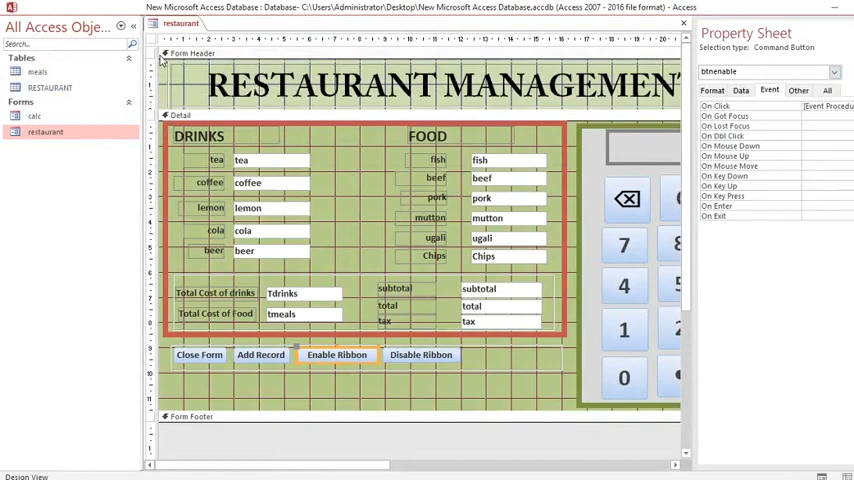 New Microsoft Access Database : Database- C:\Users\Administrator\Desktop\New Microsoft Access Database.accdb (Access 2007 - 2016 file format) - Access
All Access Obje...
Search...
Tables
meals
RESTAURANT
Forms
calc
restaurant
restaurant
Form Header
RESTAURANT MANAGEMENT
Detail
DRINKS
FOOD
tea tea
coffee coffee
lemon lemon
cola cola
beer beer
fish fish
beef beef
pork pork
mutton mutton
ugali ugali
Chips Chips
Total Cost of drinks Tdrinks
Total Cost of Food tmeals
subtotal subtotal
total total
tax tax
Close Form Add Record Enable Ribbon Disable Ribbon
7 8
4 5
1 2
0
Form Footer
Property Sheet
Selection type: Command Button
btnenable
Format Data Event Other All
On Click [Event Procedu
On Got Focus
On Lost Focus
On Dbl Click
On Mouse Down
On Mouse Up
On Mouse Move
On Key Down
On Key Up
On Key Press
On Enter
On Exit
Design View